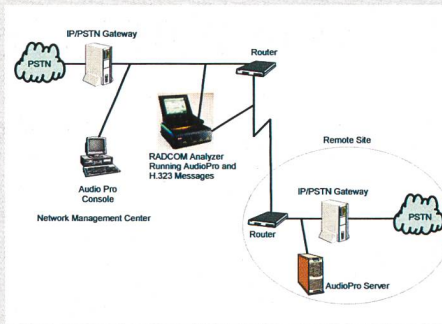 IP/PSTN Gateway
PSTN
Router
RADCOM Analyzer
Running AudioPro and
H.323 Messages
Audio Pro
Console
Network Management Center
Remote Site
IP/PSTN Gateway
PSTN
Router
AudioPro Server